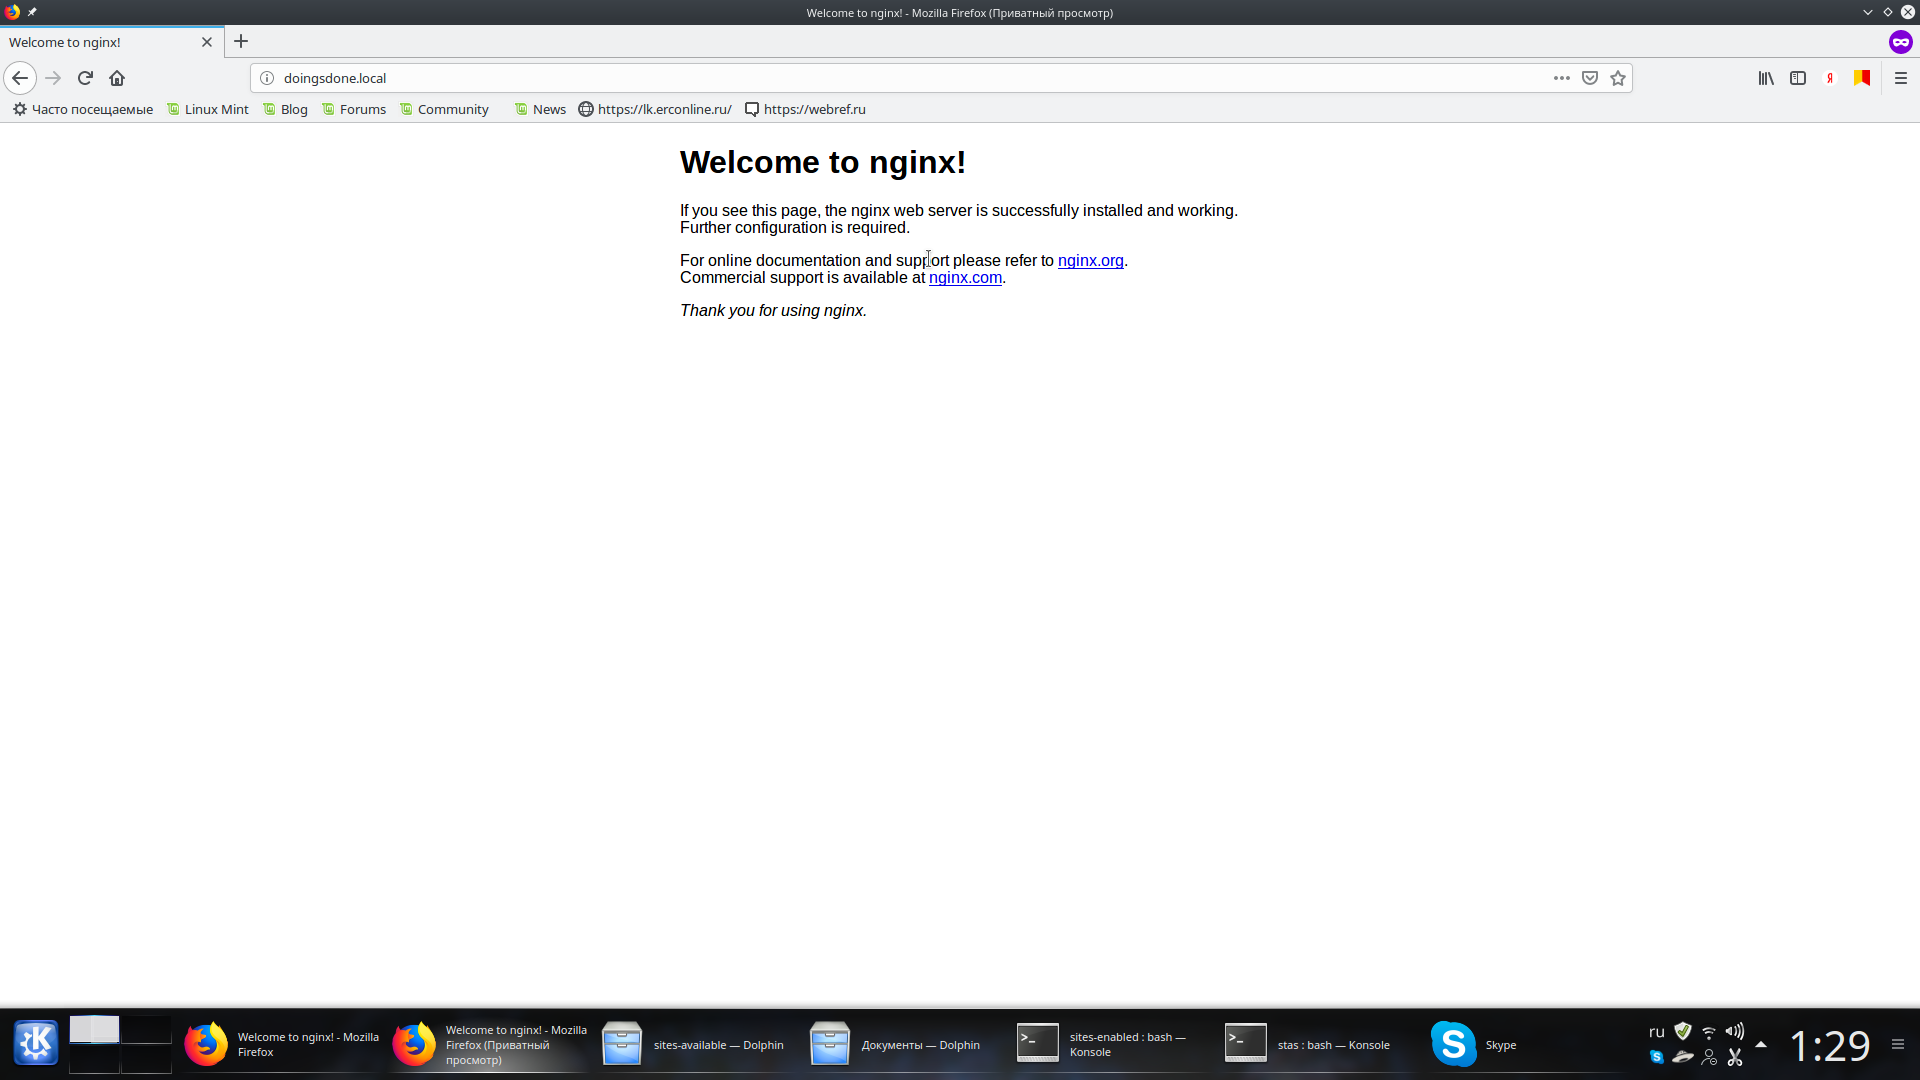 Welcome to nginx! - Mozilla Firefox (Приватный просмотр)
Welcome to nginx!
doingsdone.local
Я
Часто посещаемые Linux Mint Blog Forums Community News https://lk.erconline.ru/ https://webref.ru
Welcome to nginx!
If you see this page, the nginx web server is successfully installed and working.
Further configuration is required.
For online documentation and support please refer to nginx.org.
Commercial support is available at nginx.com.
Thank you for using nginx.
Welcome to nginx! - Mozilla
Firefox
Welcome to nginx! - Mozilla
Firefox (Приватный
просмотр)
sites-available — Dolphin
Документы — Dolphin
sites-enabled : bash —
Konsole
stas : bash — Konsole
Skype
ru
1:29